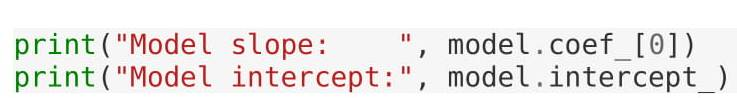 print("Model slope:    ", model.coef_[0])
print("Model intercept:", model.intercept_)